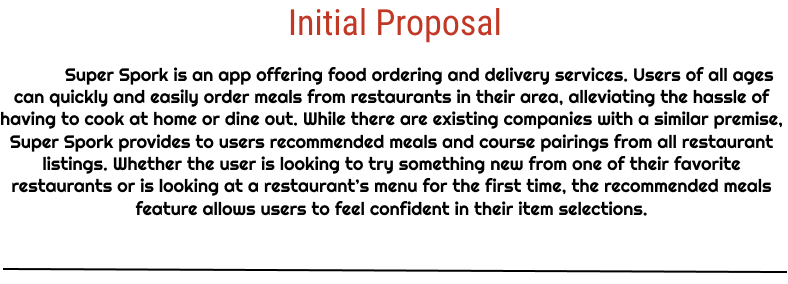 Initial Proposal
Super Spork is an app offering food ordering and delivery services. Users of all ages
can quickly and easily order meals from restaurants in their area, alleviating the hassle of
having to cook at home or dine out. While there are existing companies with a similar premise,
Super Spork provides to users recommended meals and course pairings from all restaurant
listings. Whether the user is looking to try something new from one of their favorite
restaurants or is looking at a restaurant's menu for the first time, the recommended meals
feature allows users to feel confident in their item selections.